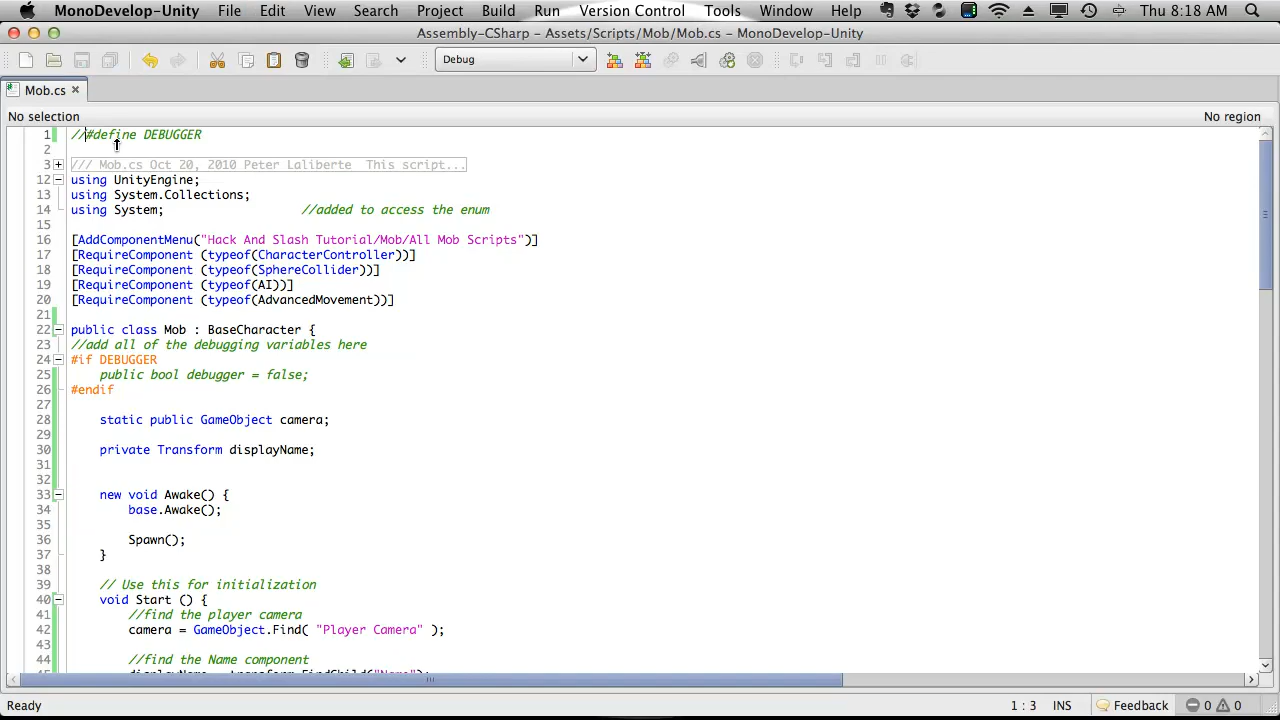 MonoDevelop-Unity File Edit View Search Project Build Run Version Control Tools Window Help Thu 8:18 AM
Assembly-CSharp - Assets/Scripts/Mob/Mob.cs - MonoDevelop-Unity
Debug
Mob.cs
No selection No region
1 //#define DEBUGGER
2
3 /// Mob.cs Oct 20, 2010 Peter Laliberte  This script...
12 using UnityEngine;
13 using System.Collections;
14 using System; //added to access the enum
15
16 [AddComponentMenu("Hack And Slash Tutorial/Mob/All Mob Scripts")]
17 [RequireComponent (typeof(CharacterController))]
18 [RequireComponent (typeof(SphereCollider))]
19 [RequireComponent (typeof(AI))]
20 [RequireComponent (typeof(AdvancedMovement))]
21
22 public class Mob : BaseCharacter {
23 //add all of the debugging variables here
24 #if DEBUGGER
25 public bool debugger = false;
26 #endif
27
28 static public GameObject camera;
29
30 private Transform displayName;
31
32
33 new void Awake() {
34 base.Awake();
35
36 Spawn();
37 }
38
39 // Use this for initialization
40 void Start () {
41 //find the player camera
42 camera = GameObject.Find( "Player Camera" );
43
44 //find the Name component
45 displayName = transform.FindChild("Name");
Ready 1 : 3 INS Feedback 0 0